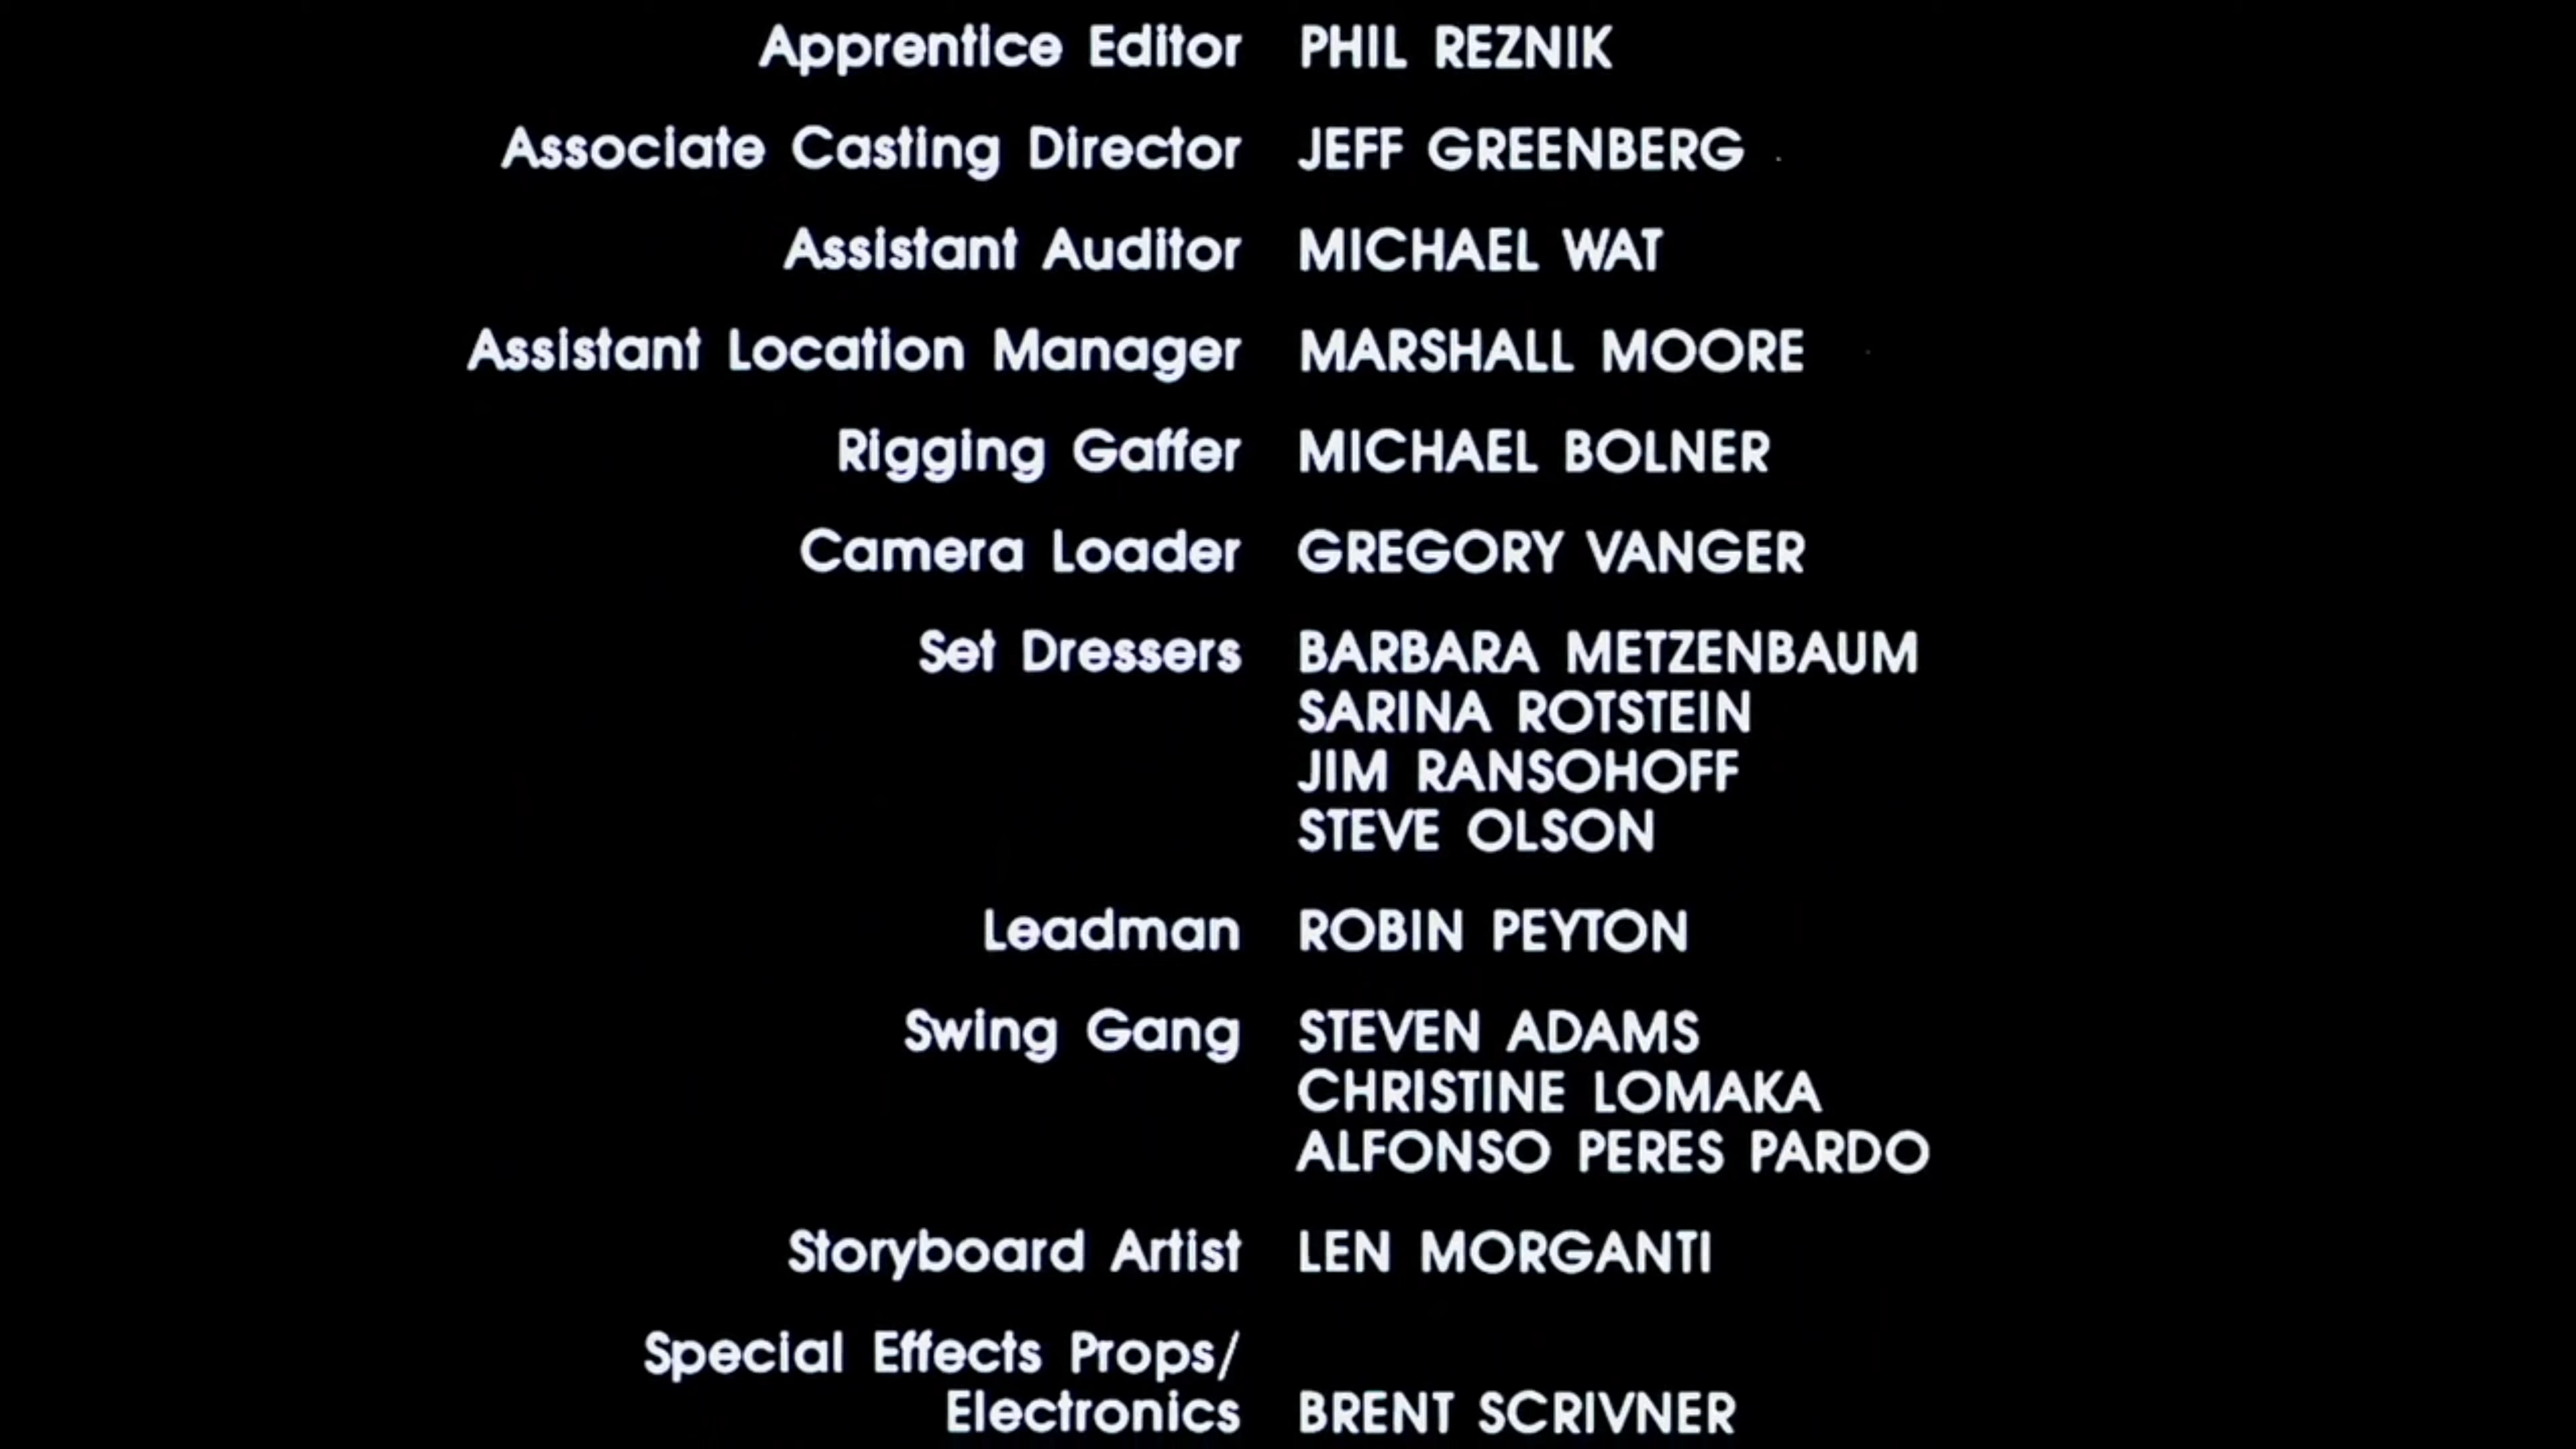 Apprentice Editor PHIL REZNIK
Associate Casting Director JEFF GREENBERG
Assistant Auditor MICHAEL WAT
Assistant Location Manager MARSHALL MOORE
Rigging Gaffer MICHAEL BOLNER
Camera Loader GREGORY VANGER
Set Dressers BARBARA METZENBAUM
SARINA ROTSTEIN
JIM RANSOHOFF
STEVE OLSON
Leadman ROBIN PEYTON
Swing Gang STEVEN ADAMS
CHRISTINE LOMAKA
ALFONSO PERES PARDO
Storyboard Artist LEN MORGANTI
Special Effects Props/
Electronics BRENT SCRIVNER